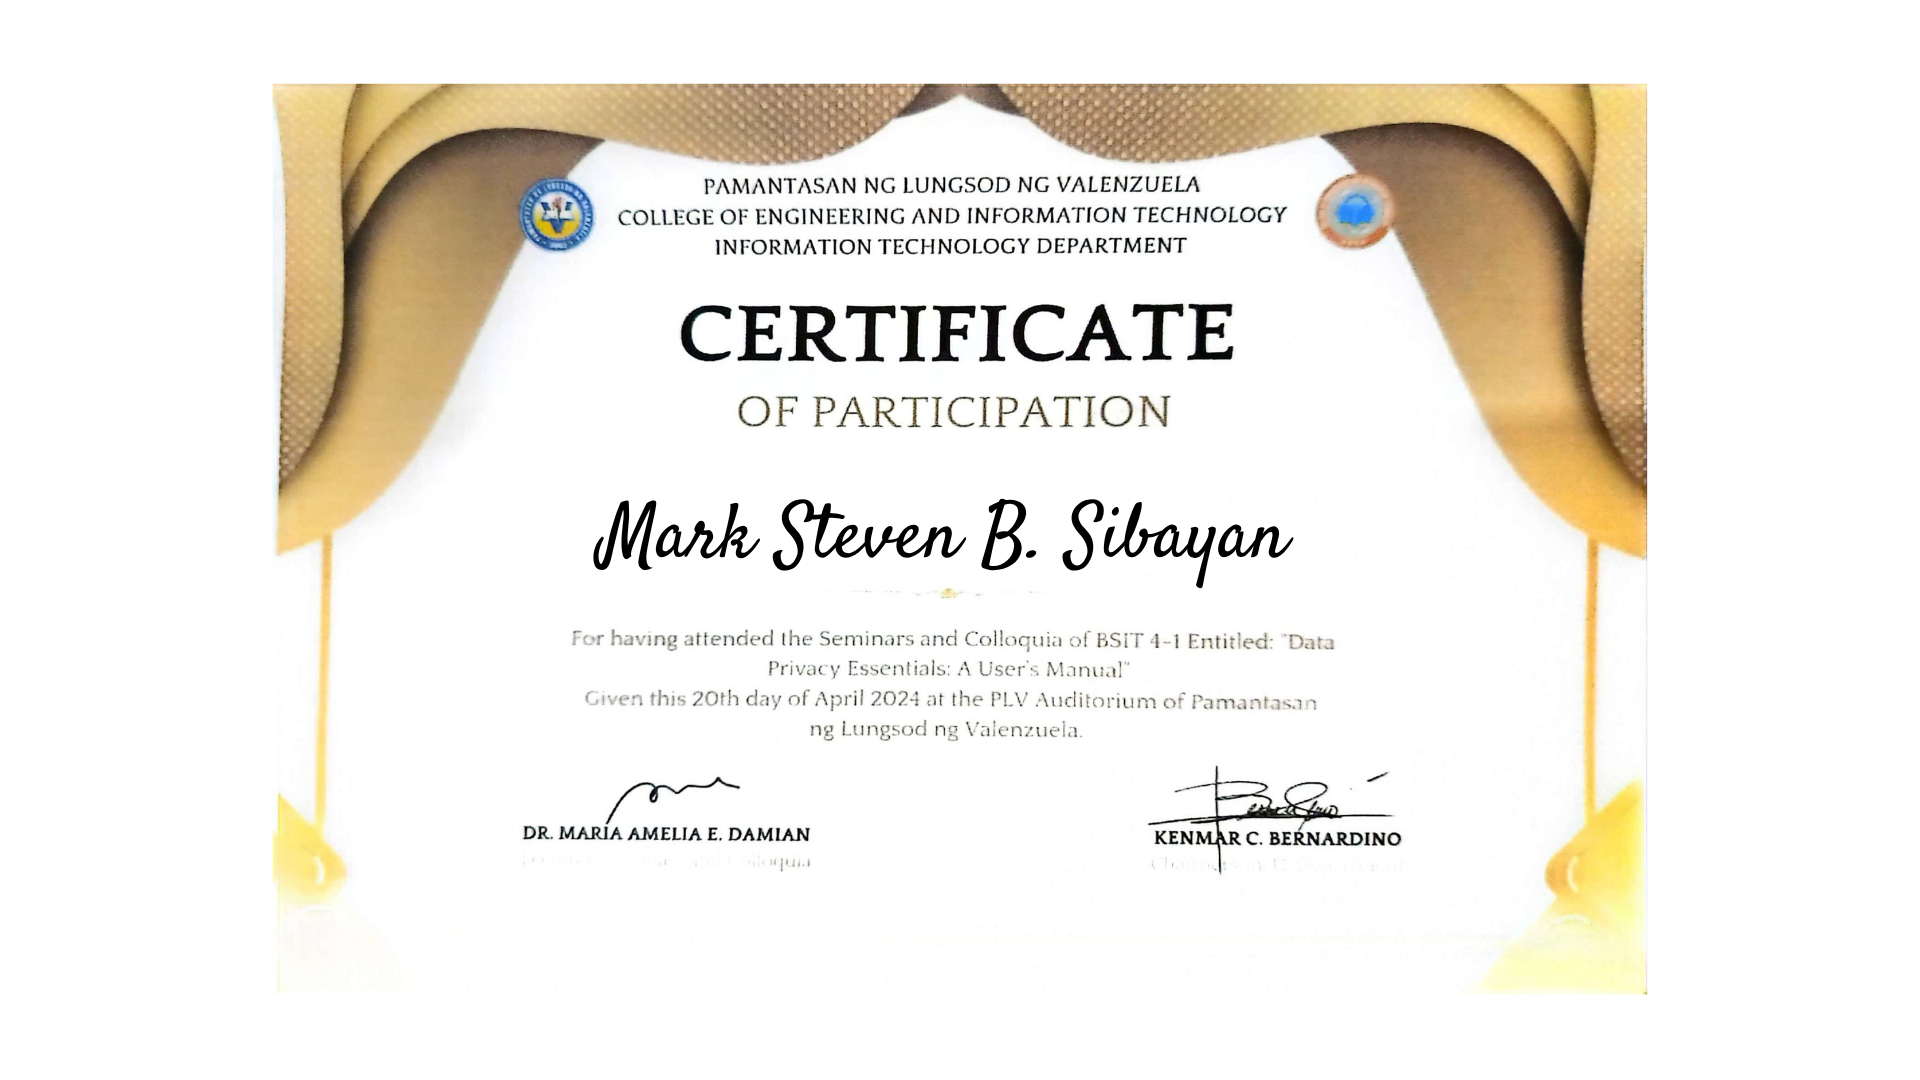 PAMANTASAN NG LUNGSOD NG VALENZUELA
COLLEGE OF ENGINEERING AND INFORMATION TECHNOLOGY
INFORMATION TECHNOLOGY DEPARTMENT
CERTIFICATE
OF PARTICIPATION
Mark Steven B. Sibayan
For having attended the Seminars and Colloquia of BSIT 4-1 Entitled: "Data
Privacy Essentials: A User's Manual"
Given this 20th day of April 2024 at the PLV Auditorium of Pamantasan
ng Lungsod ng Valenzuela.
DR. MARIA AMELIA E. DAMIAN
KENMAR C. BERNARDINO
Colloquia
Chairperson, IT Department